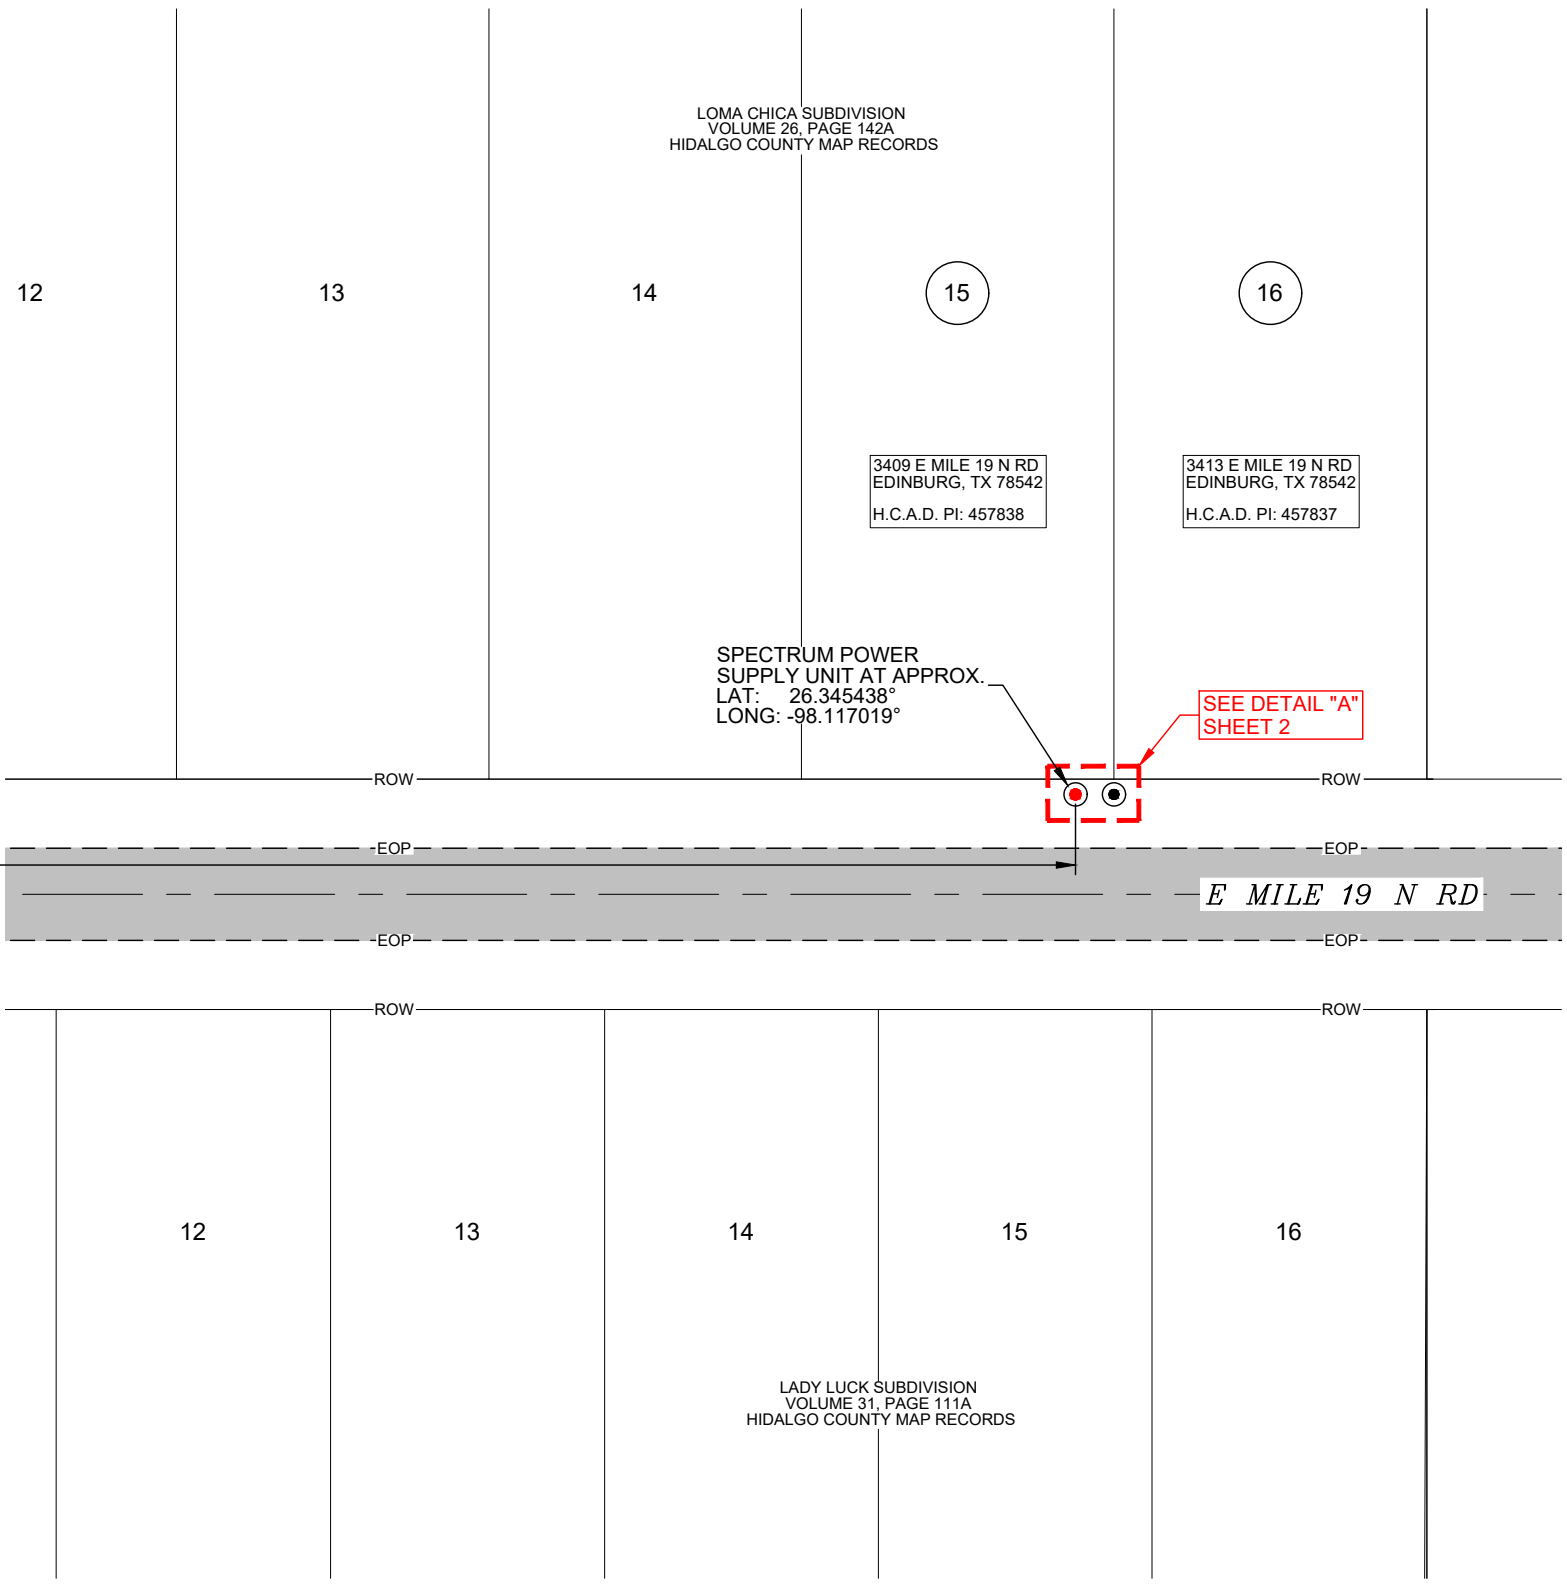 LOMA CHICA SUBDIVISION
VOLUME 26, PAGE 142A
HIDALGO COUNTY MAP RECORDS
12
13
14
15
16
3409 E MILE 19 N RD
EDINBURG, TX 78542
H.C.A.D. PI: 457838
3413 E MILE 19 N RD
EDINBURG, TX 78542
H.C.A.D. PI: 457837
SPECTRUM POWER
SUPPLY UNIT AT APPROX.
LAT: 26.345438°
LONG: -98.117019°
SEE DETAIL "A"
SHEET 2
ROW
ROW
EOP
EOP
E MILE 19 N RD
EOP
EOP
ROW
ROW
12
13
14
15
16
LADY LUCK SUBDIVISION
VOLUME 31, PAGE 111A
HIDALGO COUNTY MAP RECORDS